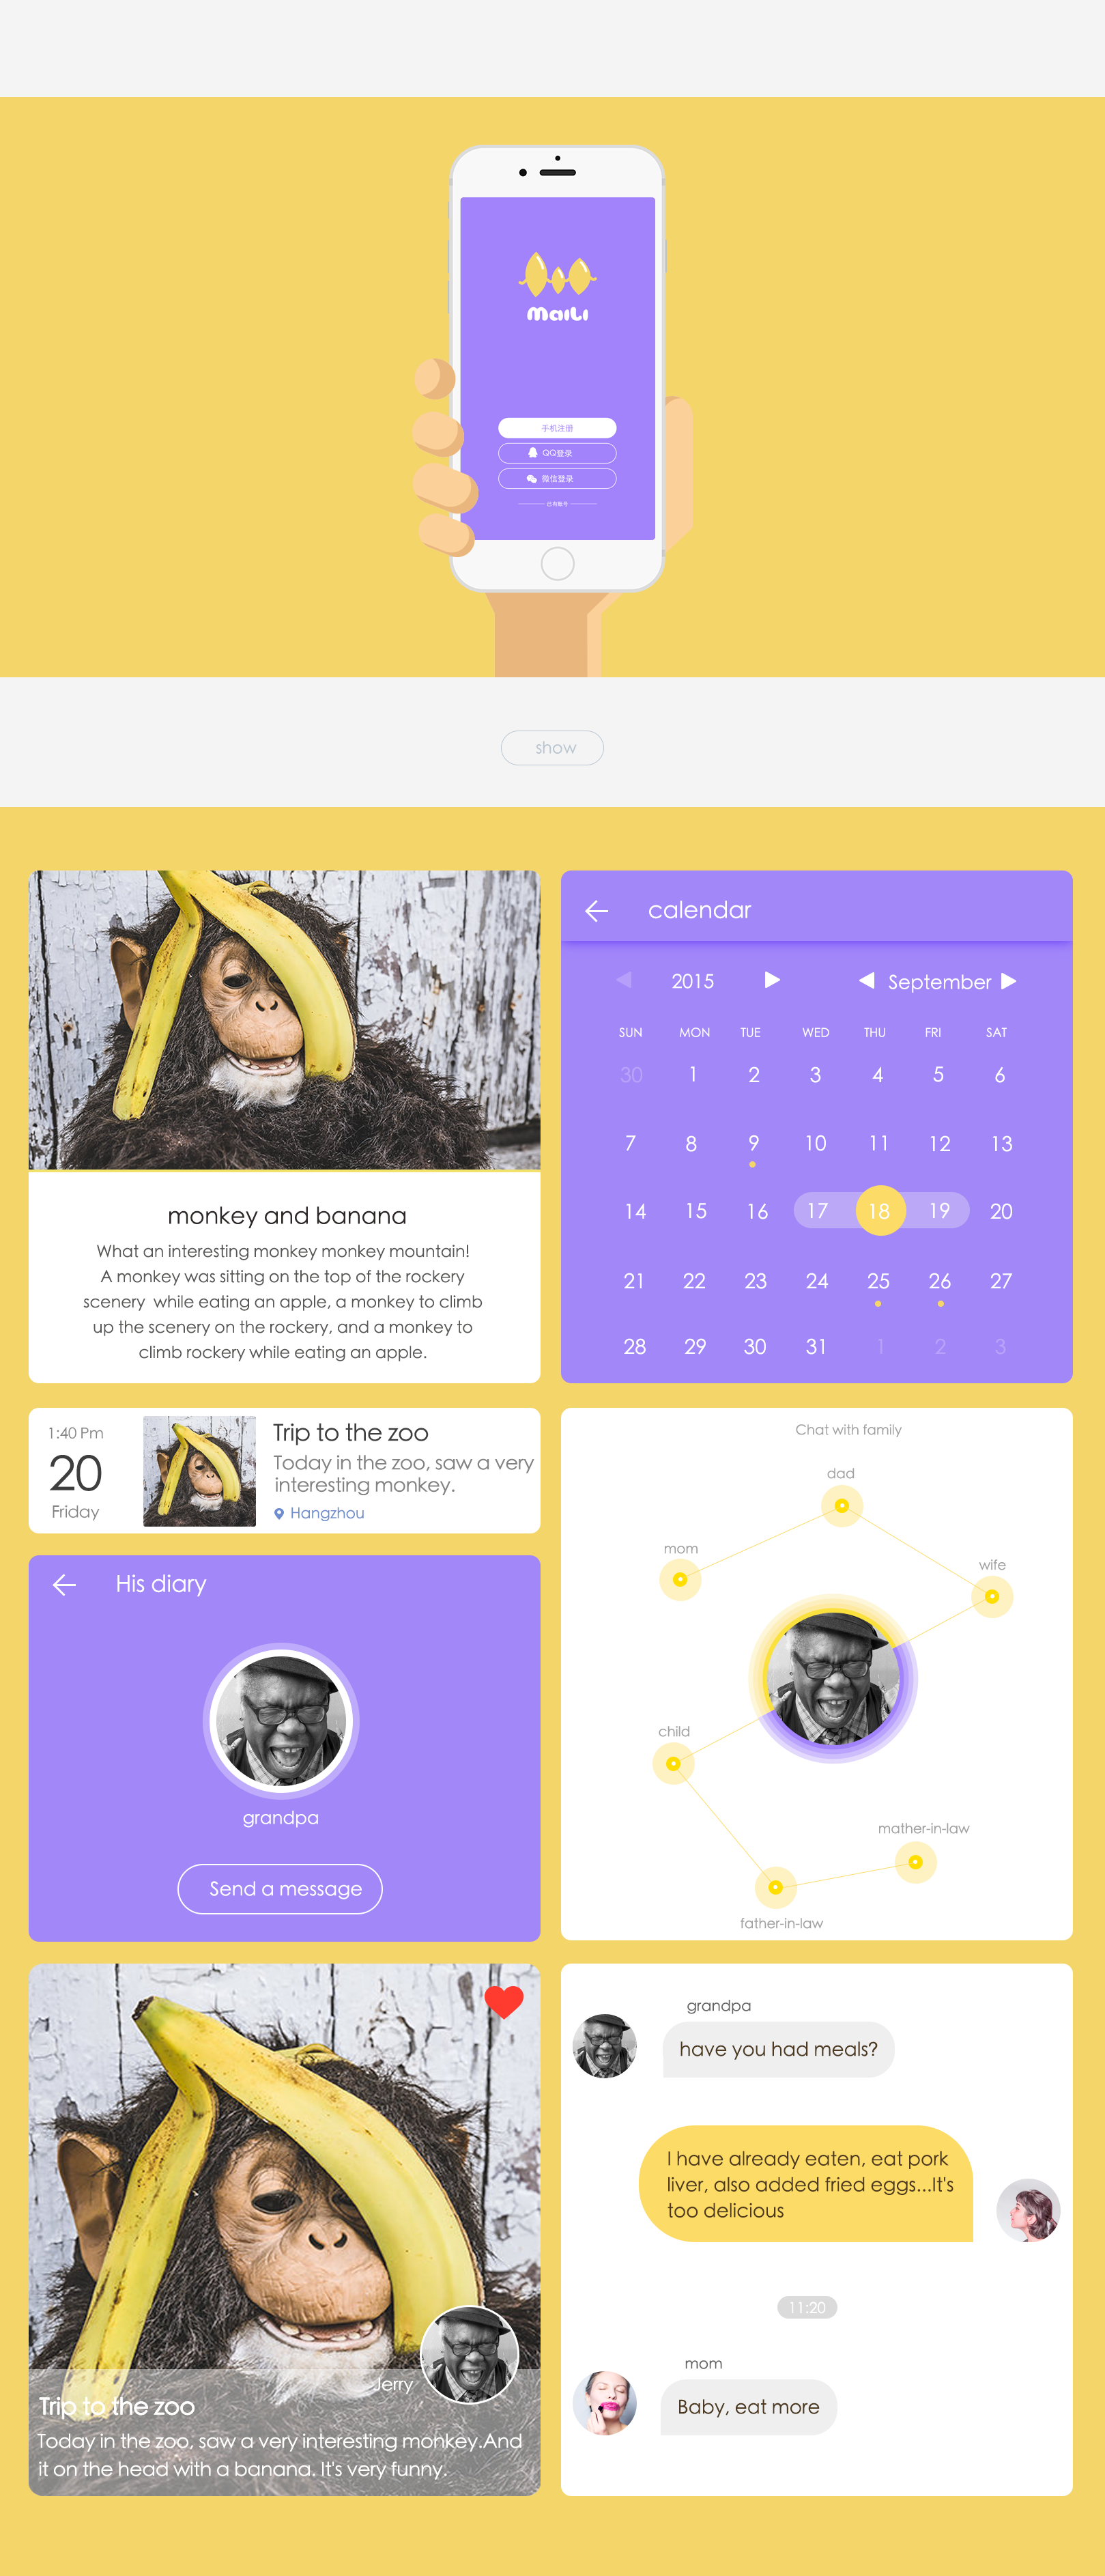 MaiLi
手机注册
QQ登录
微信登录
已有账号
show
monkey and banana
What an interesting monkey monkey mountain!
A monkey was sitting on the top of the rockery
scenery while eating an apple, a monkey to climb
up the scenery on the rockery, and a monkey to
climb rockery while eating an apple.
calendar
2015 September
SUN MON TUE WED THU FRI SAT
30 1 2 3 4 5 6
7 8 9 10 11 12 13
14 15 16 17 18 19 20
21 22 23 24 25 26 27
28 29 30 31 1 2 3
1:40 Pm
20
Friday
Trip to the zoo
Today in the zoo, saw a very
interesting monkey.
Hangzhou
His diary
grandpa
Send a message
Chat with family
dad
mom
wife
child
mather-in-law
father-in-law
Jerry
Trip to the zoo
Today in the zoo, saw a very interesting monkey.And
it on the head with a banana. It's very funny.
grandpa
have you had meals?
I have already eaten, eat pork
liver, also added fried eggs...It's
too delicious
11:20
mom
Baby, eat more